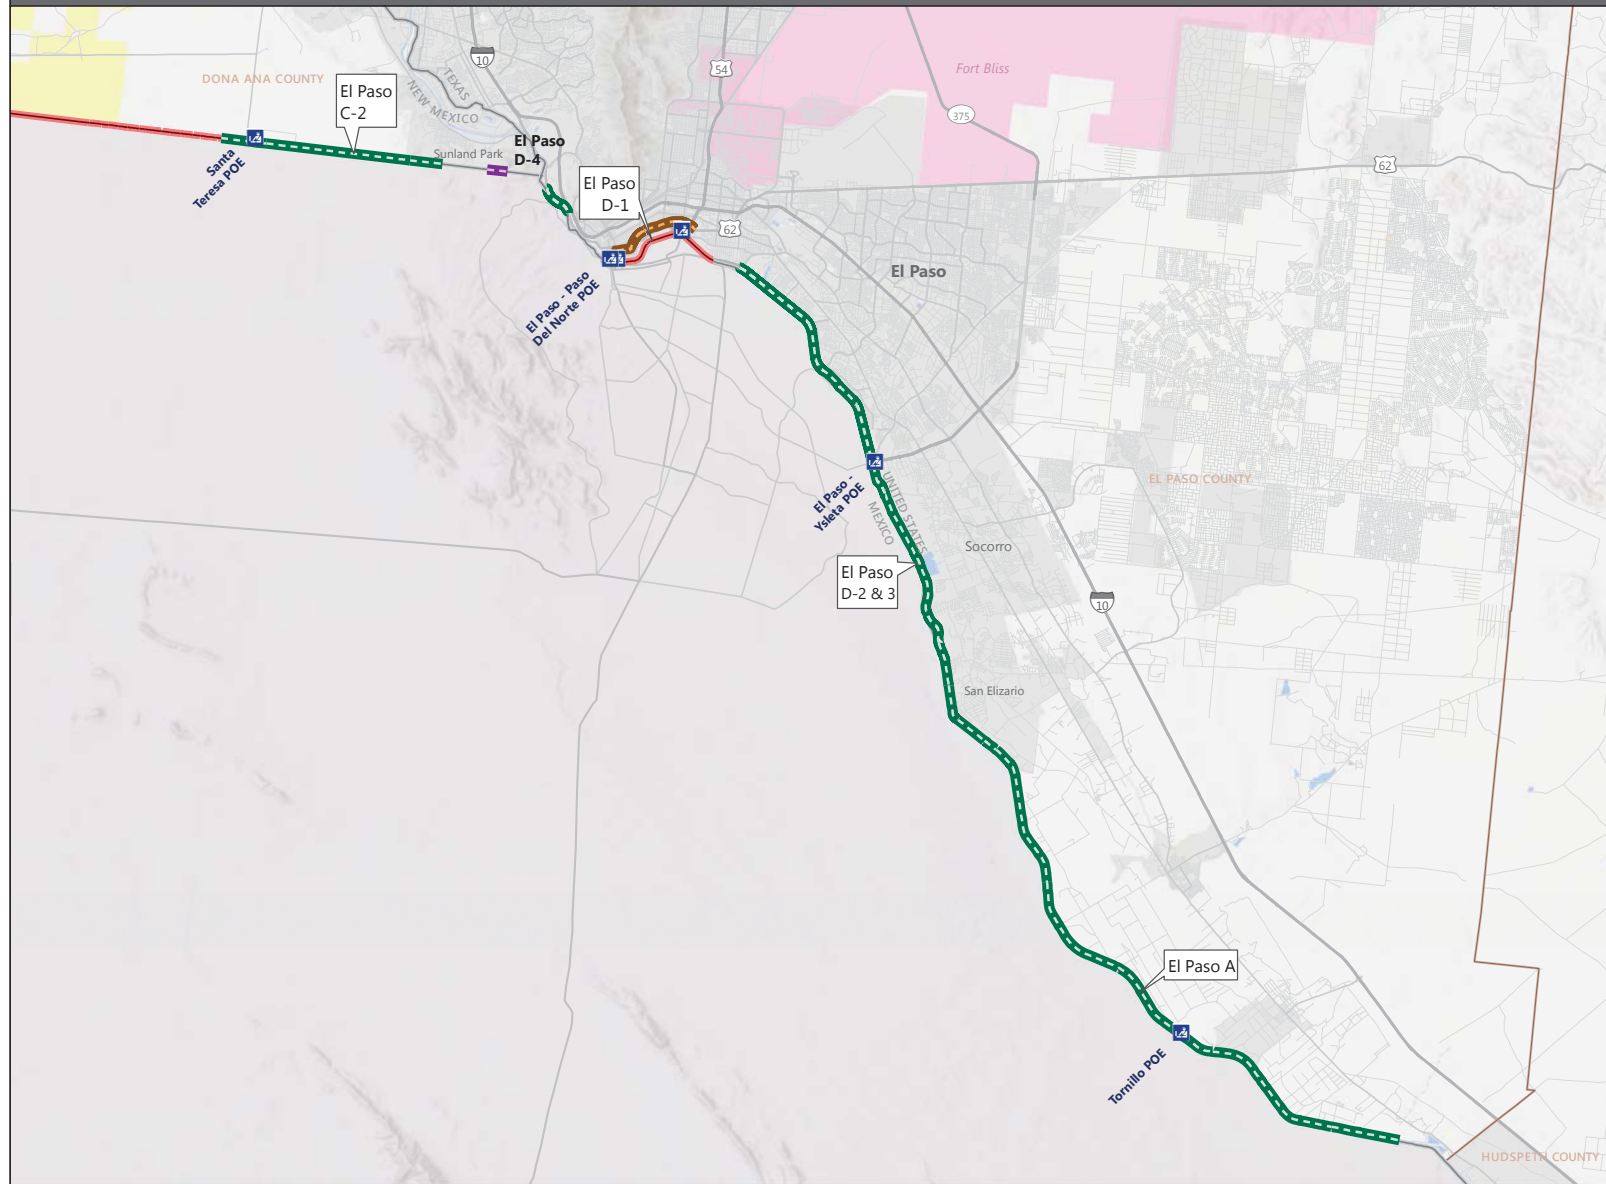 DONA ANA COUNTY
El Paso
C-2
10
TEXAS
NEW MEXICO
54
Fort Bliss
375
62
Santa
Teresa POE
Sunland Park
El Paso
D-4
El Paso
D-1
62
El Paso
El Paso - Paso
Del Norte POE
El Paso -
Ysleta POE
UNITED STATES
MEXICO
EL PASO COUNTY
Socorro
El Paso
D-2 & 3
10
San Elizario
El Paso A
Tornillo POE
HUDSPETH COUNTY